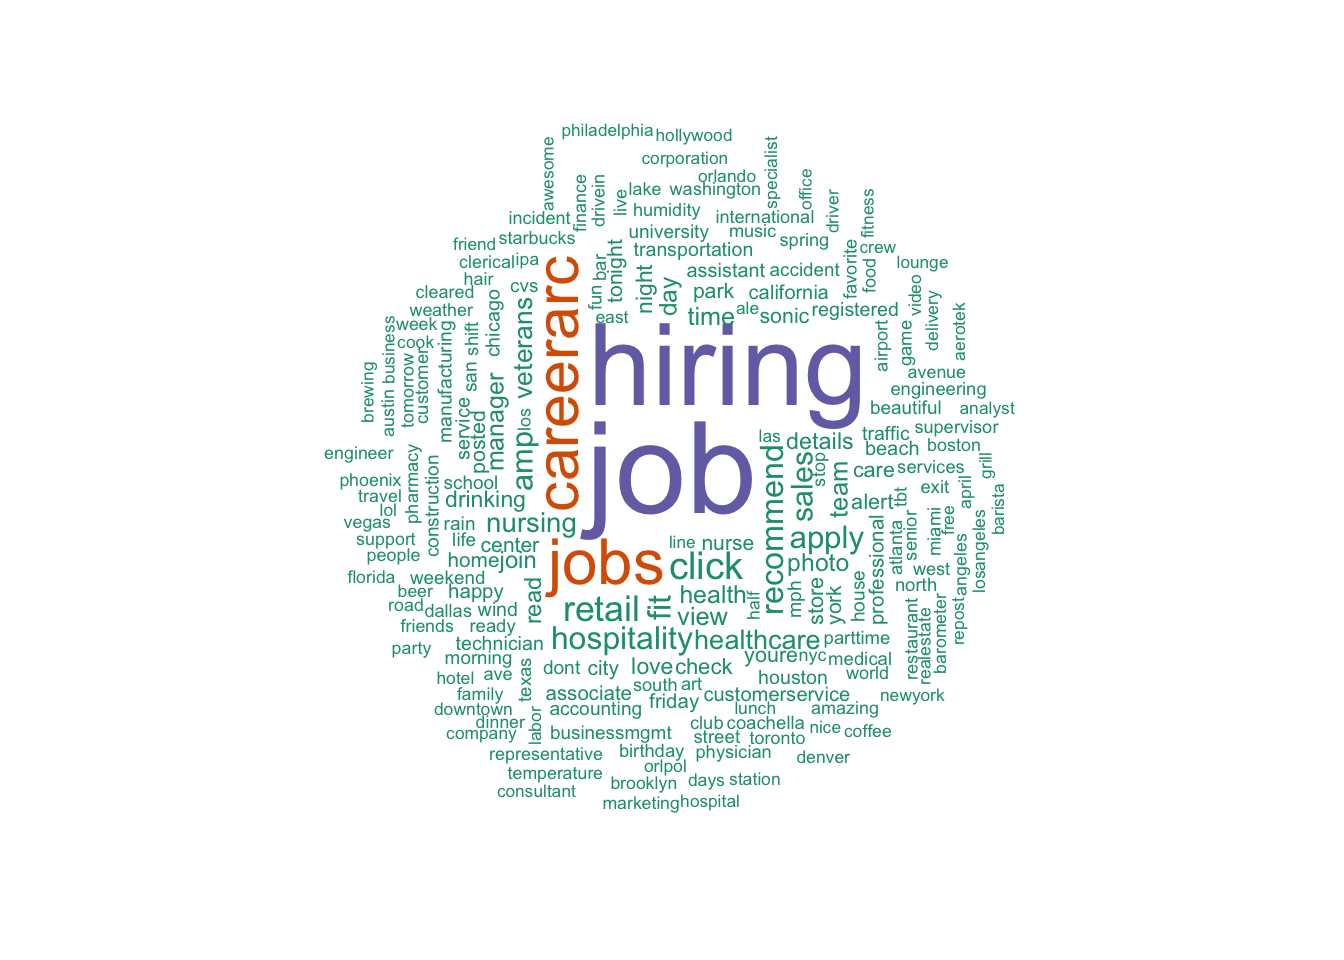 philadelphia
hollywood
awesome
corporation
specialist
orlando
finance
drivein
live
lake
washington
office
driver
fitness
incident
humidity
international
starbucks
university
music
spring
friend
transportation
favorite
crew
clerical
ipa
careerarc
fun
bar
tonight
night
day
assistant
accident
food
lounge
hair
cvs
park
california
video
cleared
weather
chicago
veterans
east
time
ale
sonic
registered
airport
game
delivery
aerotek
week
cook
hiring
brewing
austin
business
tomorrow
customer
manufacturing
san
shift
avenue
engineering
service
posted
manager
amp
los
job
beautiful
analyst
las
details
traffic
supervisor
engineer
recommend
sales
stop
beach
boston
team
care
services
grill
phoenix
pharmacy
construction
school
drinking
alert
tbt
exit
april
barista
travel
lol
vegas
rain
nursing
free
miami
senior
atlanta
professional
angeles
losangeles
support
life
center
line
nurse
apply
people
home
join
jobs
click
photo
west
florida
weekend
north
beer
happy
read
retail
fit
health
half
mph
store
york
house
restaurant
realestate
barometer
repost
road
dallas
wind
view
friends
ready
party
technician
hospitality
healthcare
parttime
morning
youre
nyc
medical
hotel
ave
texas
dont
city
love
check
houston
world
family
associate
south
art
customerservice
newyork
downtown
accounting
friday
lunch
amazing
dinner
company
labor
businessmgmt
club
coachella
street
toronto
nice
coffee
representative
birthday
physician
denver
temperature
orlpol
consultant
brooklyn
days
station
marketing
hospital